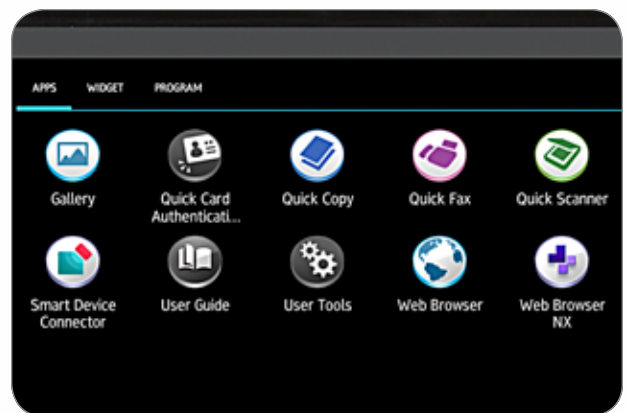 APPS WIDGET PROGRAM
Gallery Quick Card Authenticati... Quick Copy Quick Fax Quick Scanner
Smart Device Connector User Guide User Tools Web Browser Web Browser NX